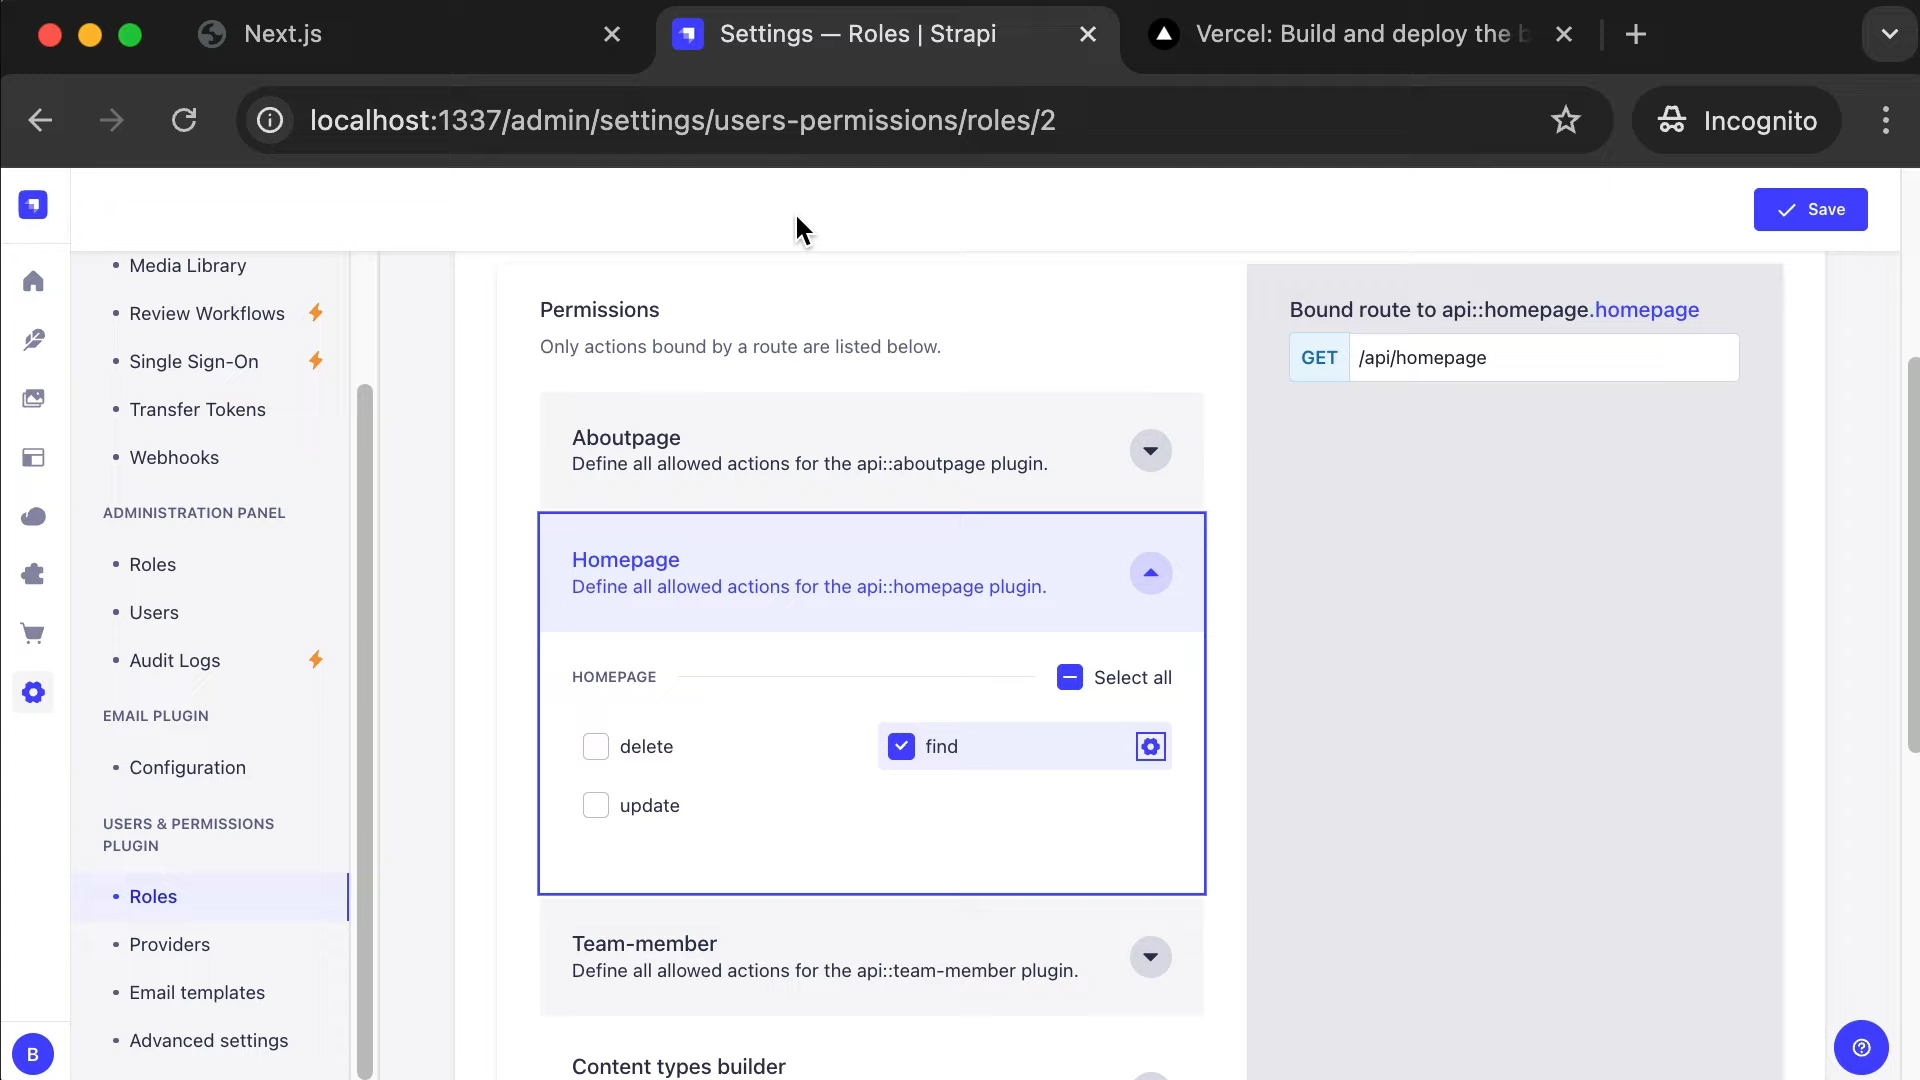 Next.js
Settings — Roles | Strapi
Vercel: Build and deploy the b
localhost:1337/admin/settings/users-permissions/roles/2
Incognito
Save
Media Library
Review Workflows
Single Sign-On
Transfer Tokens
Webhooks
ADMINISTRATION PANEL
Roles
Users
Audit Logs
EMAIL PLUGIN
Configuration
USERS & PERMISSIONS
PLUGIN
Roles
Providers
Email templates
Advanced settings
B
Permissions
Only actions bound by a route are listed below.
Aboutpage
Define all allowed actions for the api::aboutpage plugin.
Homepage
Define all allowed actions for the api::homepage plugin.
HOMEPAGE
Select all
delete
find
update
Team-member
Define all allowed actions for the api::team-member plugin.
Content types builder
Bound route to api::homepage.homepage
GET /api/homepage